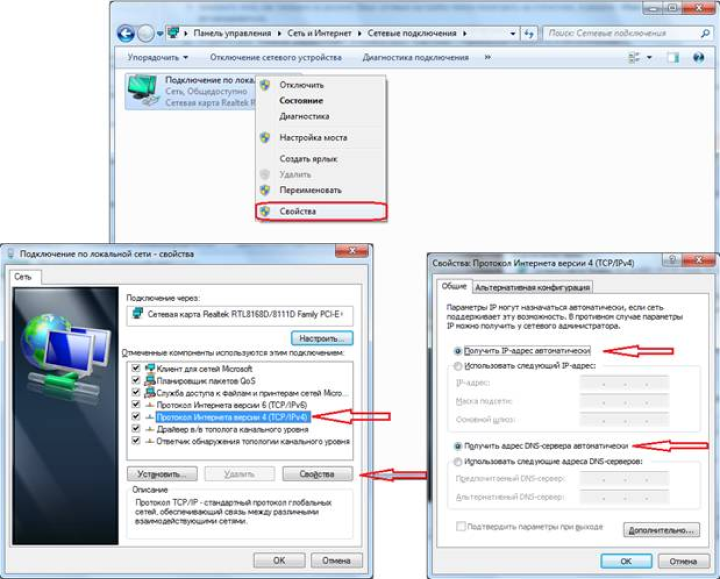 Панель управления ▸ Сеть и Интернет ▸ Сетевые подключения ▸
Поиск: Сетевые подключения
Упорядочить ▾ Отключение сетевого устройства Диагностика подключения »
Подключение по лока
Сеть, Общедоступно
Сетевая карта Realtek R
Отключить
Состояние
Диагностика
Настройка моста
Создать ярлык
Удалить
Переименовать
Свойства
Подключение по локальной сети - свойства
Сеть
Подключение через:
Сетевая карта Realtek RTL8168D/8111D Family PCI-E
Настроить...
Отмеченные компоненты используются этим подключением:
Клиент для сетей Microsoft
Планировщик пакетов QoS
Служба доступа к файлам и принтерам сетей Micro...
Протокол Интернета версии 6 (TCP/IPv6)
Протокол Интернета версии 4 (TCP/IPv4)
Драйвер в/в тополога канального уровня
Ответчик обнаружения топологии канального уровня
Установить... Удалить Свойства
Описание
Протокол TCP/IP - стандартный протокол глобальных
сетей, обеспечивающий связь между различными
взаимодействующими сетями.
ОК Отмена
Свойства: Протокол Интернета версии 4 (TCP/IPv4)
Общие Альтернативная конфигурация
Параметры IP могут назначаться автоматически, если сеть
поддерживает эту возможность. В противном случае параметры
IP можно получить у сетевого администратора.
Получить IP-адрес автоматически
Использовать следующий IP-адрес:
IP-адрес:
Маска подсети:
Основной шлюз:
Получить адрес DNS-сервера автоматически
Использовать следующие адреса DNS-серверов:
Предпочитаемый DNS-сервер:
Альтернативный DNS-сервер:
Подтвердить параметры при выходе
Дополнительно...
ОК Отмена